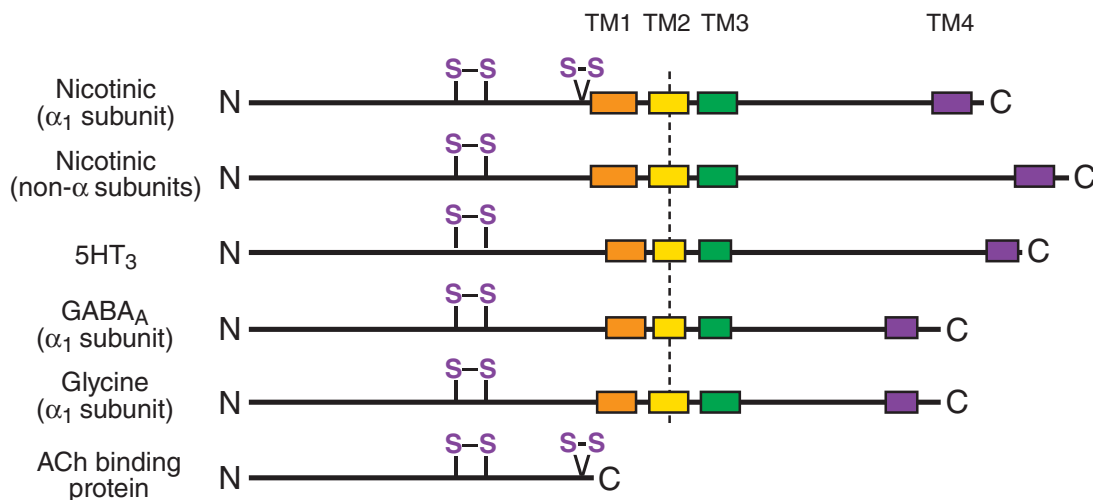 TM1 TM2 TM3 TM4
S–S S-S
Nicotinic
(α1 subunit)
N C
S–S
Nicotinic
(non-α subunits)
N C
S–S
5HT3
N C
S–S
GABAA
(α1 subunit)
N C
S–S
Glycine
(α1 subunit)
N C
S–S S-S
ACh binding
protein
N C